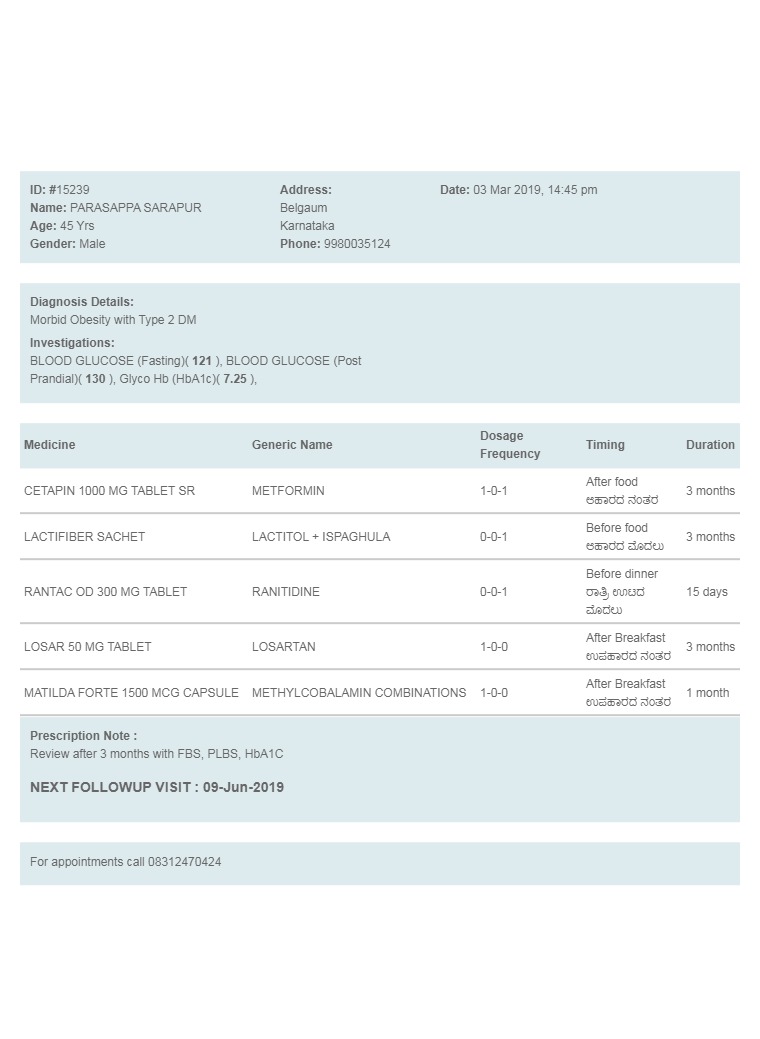 ID: #15239
Name: PARASAPPA SARAPUR
Age: 45 Yrs
Gender: Male
Address:
Belgaum
Karnataka
Phone: 9980035124
Date: 03 Mar 2019, 14:45 pm
Diagnosis Details:
Morbid Obesity with Type 2 DM
Investigations:
BLOOD GLUCOSE (Fasting)( 121 ), BLOOD GLUCOSE (Post
Prandial)( 130 ), Glyco Hb (HbA1c)( 7.25 ),
Medicine Generic Name Dosage Frequency Timing Duration
CETAPIN 1000 MG TABLET SR METFORMIN 1-0-1 After food 3 months
ಆಹಾರದ ನಂತರ
LACTIFIBER SACHET LACTITOL + ISPAGHULA 0-0-1 Before food 3 months
ಆಹಾರದ ಮೊದಲು
RANTAC OD 300 MG TABLET RANITIDINE 0-0-1 Before dinner 15 days
ರಾತ್ರಿ ಊಟದ
ಮೊದಲು
LOSAR 50 MG TABLET LOSARTAN 1-0-0 After Breakfast 3 months
ಉಪಹಾರದ ನಂತರ
MATILDA FORTE 1500 MCG CAPSULE METHYLCOBALAMIN COMBINATIONS 1-0-0 After Breakfast 1 month
ಉಪಹಾರದ ನಂತರ
Prescription Note :
Review after 3 months with FBS, PLBS, HbA1C
NEXT FOLLOWUP VISIT : 09-Jun-2019
For appointments call 08312470424